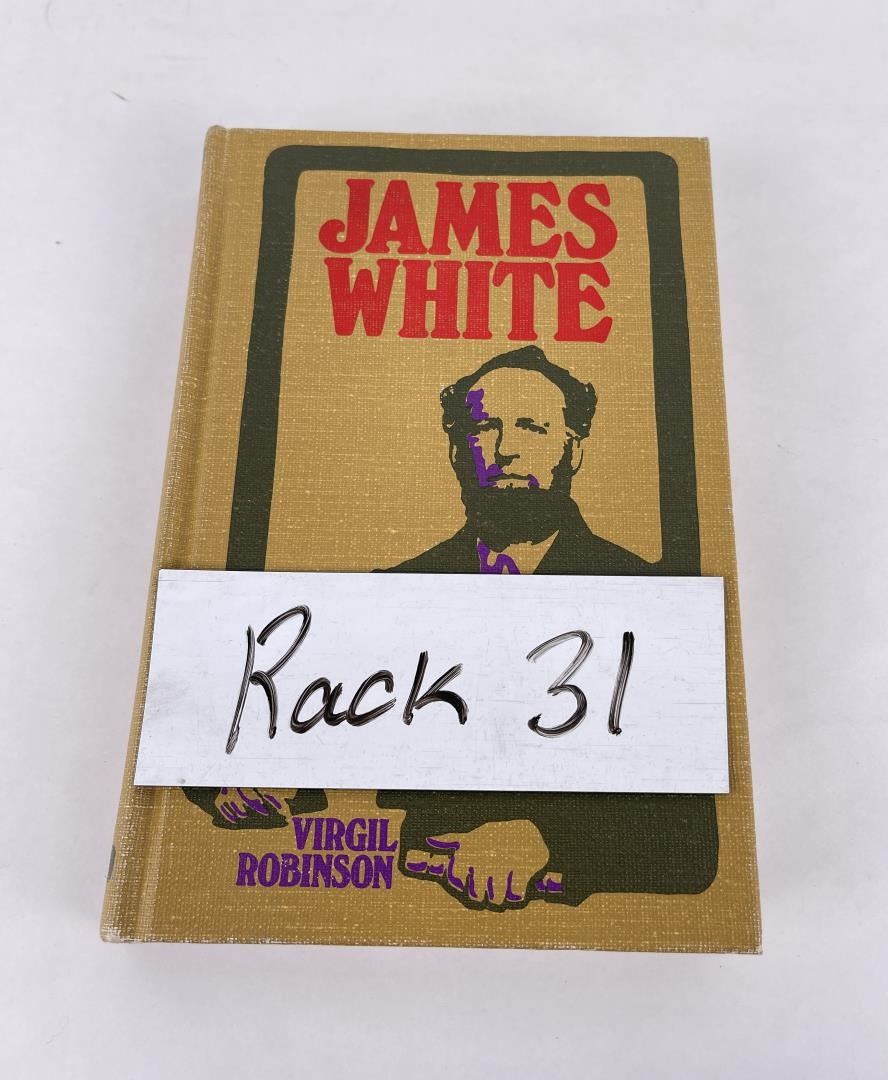 JAMES
WHITE
Rack 31
VIRGIL
ROBINSON